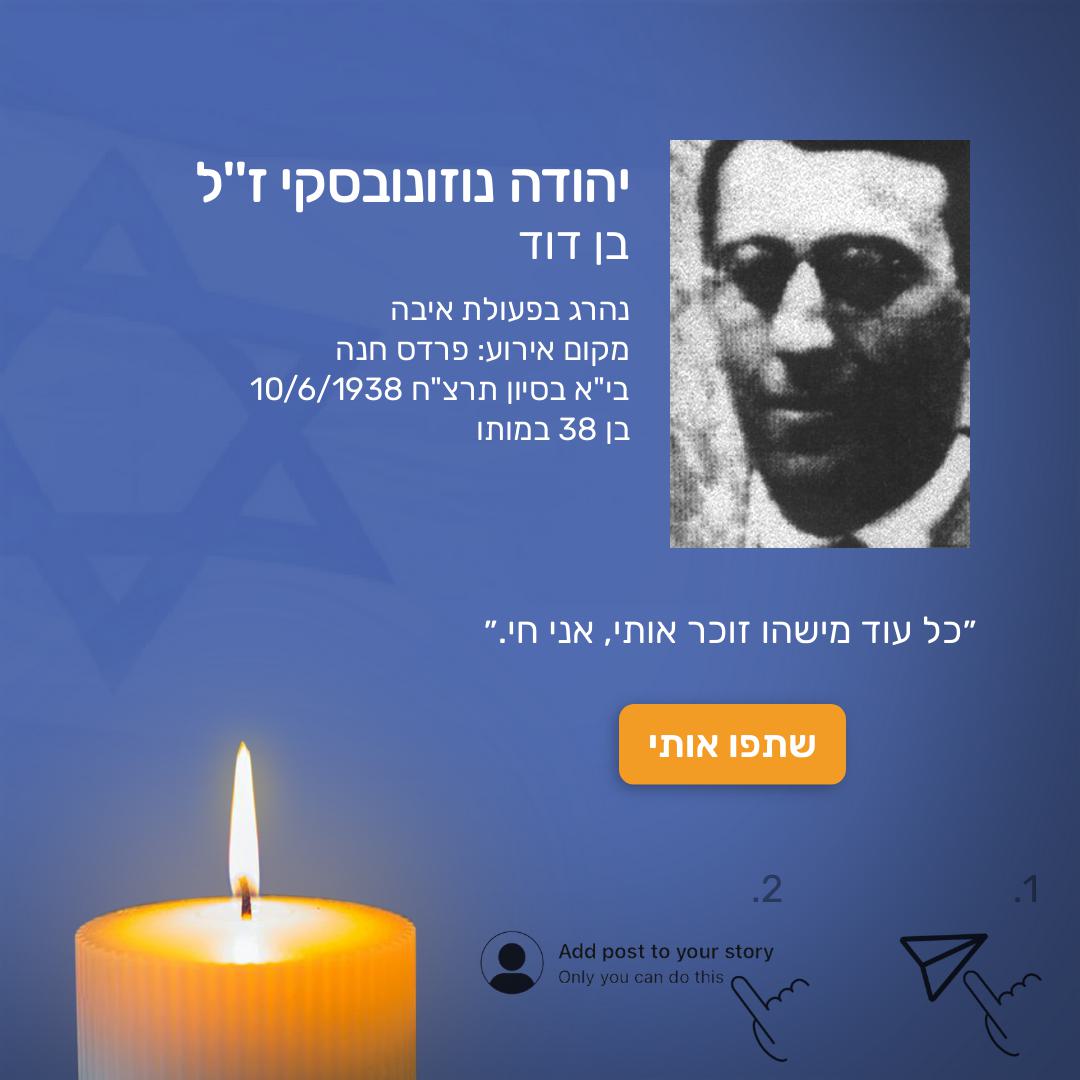 יהודה נוזונובסקי ז"ל
בן דוד
נהרג בפעולת איבה
מקום אירוע: פרדס חנה
בי"א בסיון תרצ"ח 10/6/1938
בן 38 במותו
״כל עוד מישהו זוכר אותי, אני חי.״
שתפו אותי
1.
2.
Add post to your story
Only you can do this